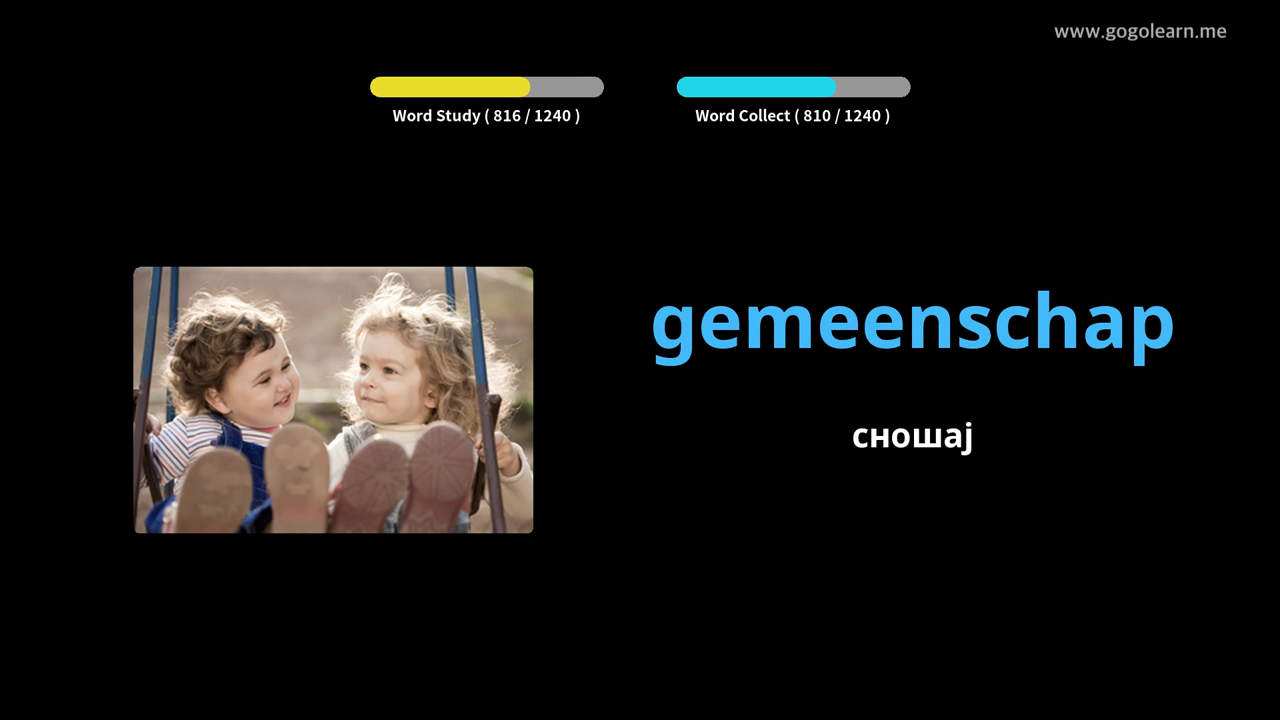 www.gogolearn.me
Word Study ( 816 / 1240 )
Word Collect ( 810 / 1240 )
gemeenschap
сношај